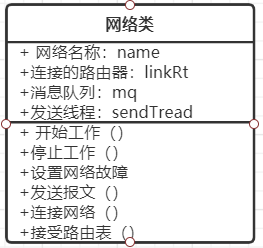 网络类
+ 网络名称：name
+连接的路由器：linkRt
+消息队列：mq
+发送线程：sendTread
+ 开始工作（）
+停止工作（）
+设置网络故障
+发送报文（）
+连接网络（）
+接受路由表（）